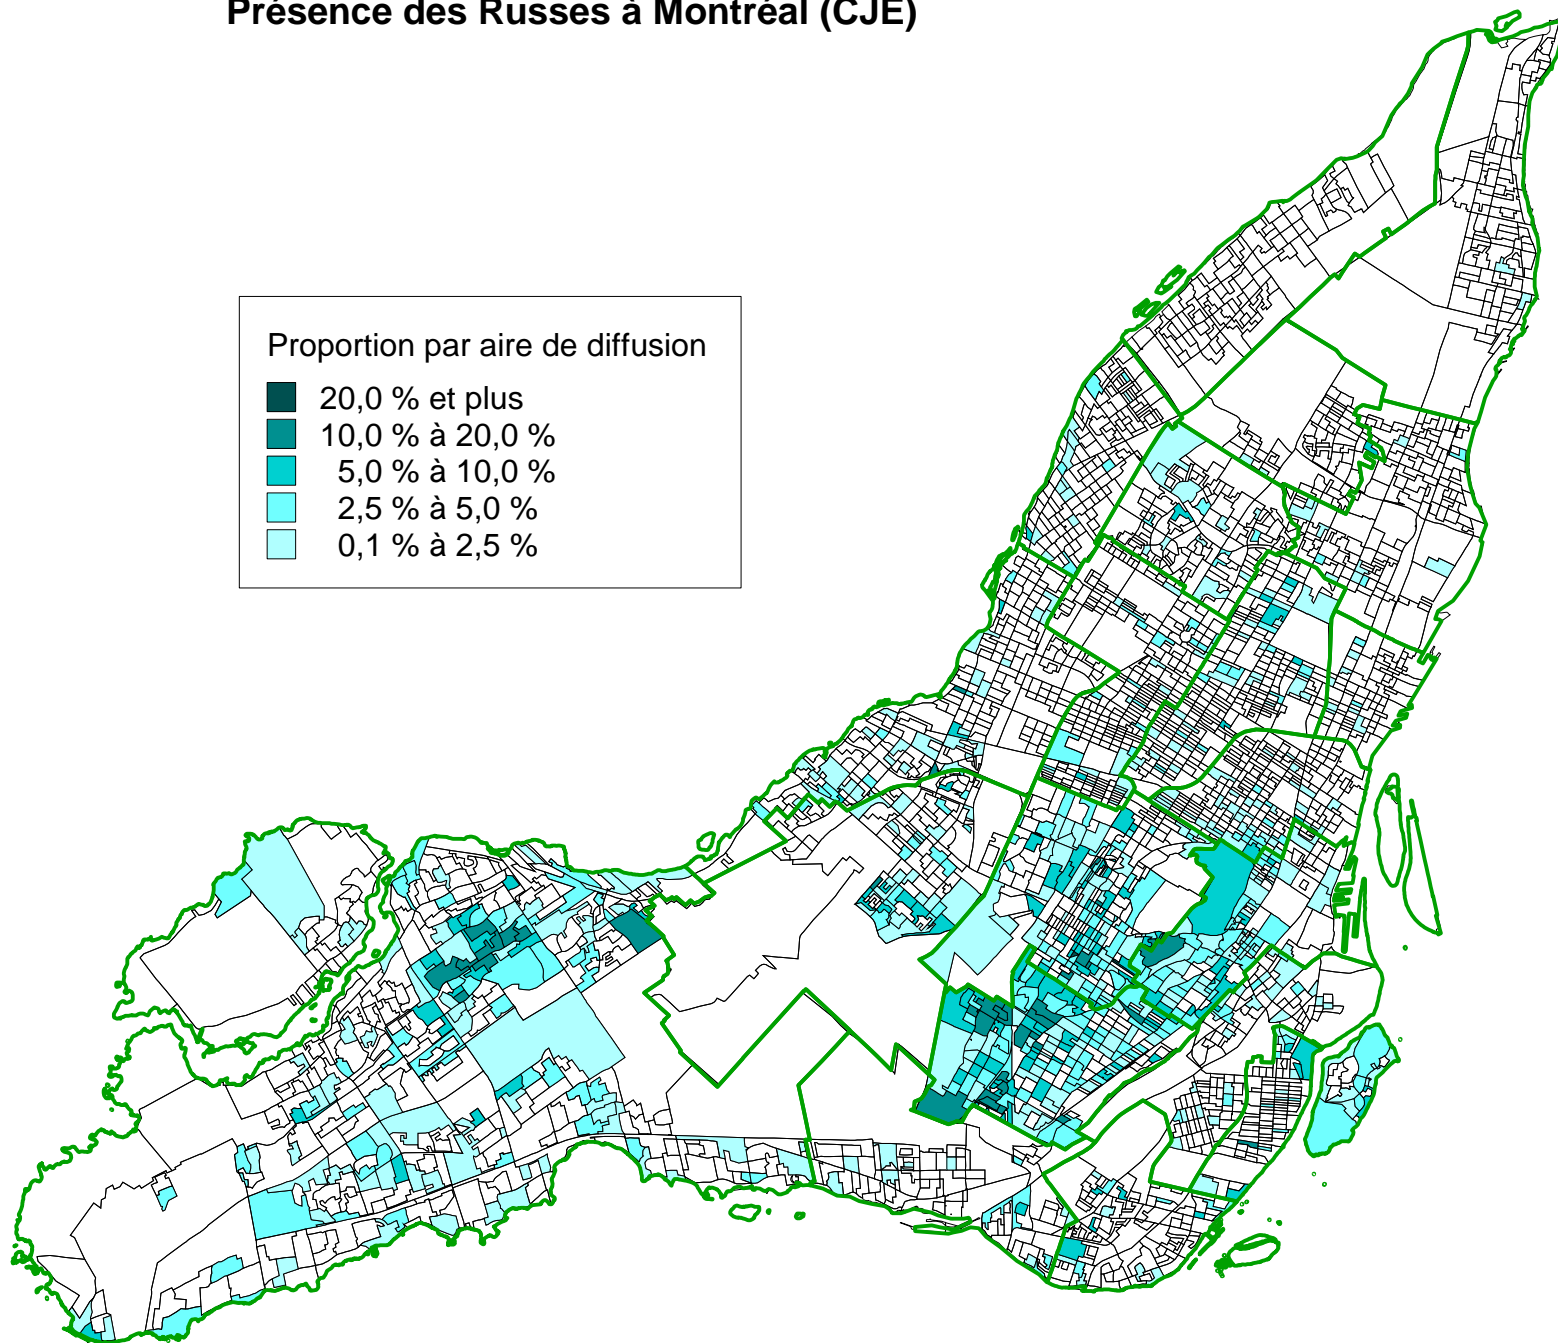 Présence des Russes à Montréal (CJE)
Proportion par aire de diffusion
20,0 % et plus
10,0 % à 20,0 %
5,0 % à 10,0 %
2,5 % à 5,0 %
0,1 % à 2,5 %